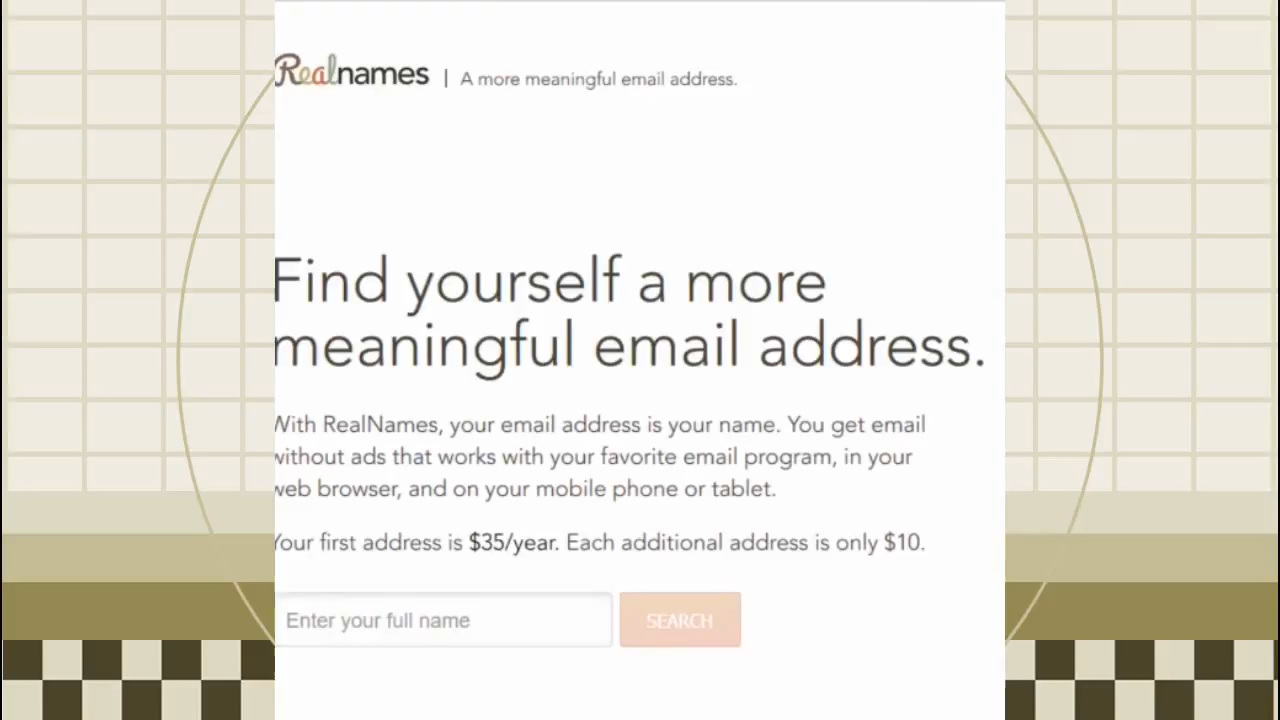 Realnames | A more meaningful email address.
Find yourself a more
meaningful email address.
With RealNames, your email address is your name. You get email
without ads that works with your favorite email program, in your
web browser, and on your mobile phone or tablet.
Your first address is $35/year. Each additional address is only $10.
Enter your full name SEARCH